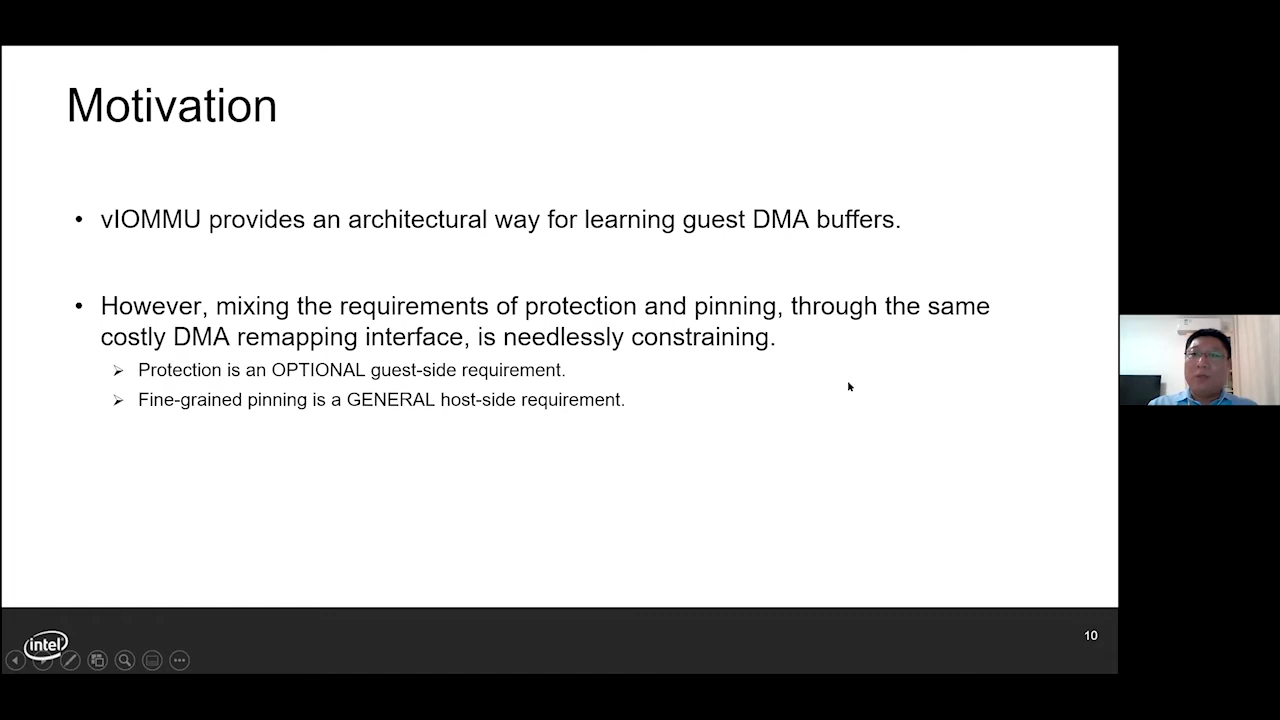 Motivation
• vIOMMU provides an architectural way for learning guest DMA buffers.
• However, mixing the requirements of protection and pinning, through the same
costly DMA remapping interface, is needlessly constraining.
➢ Protection is an OPTIONAL guest-side requirement.
➢ Fine-grained pinning is a GENERAL host-side requirement.
intel
10